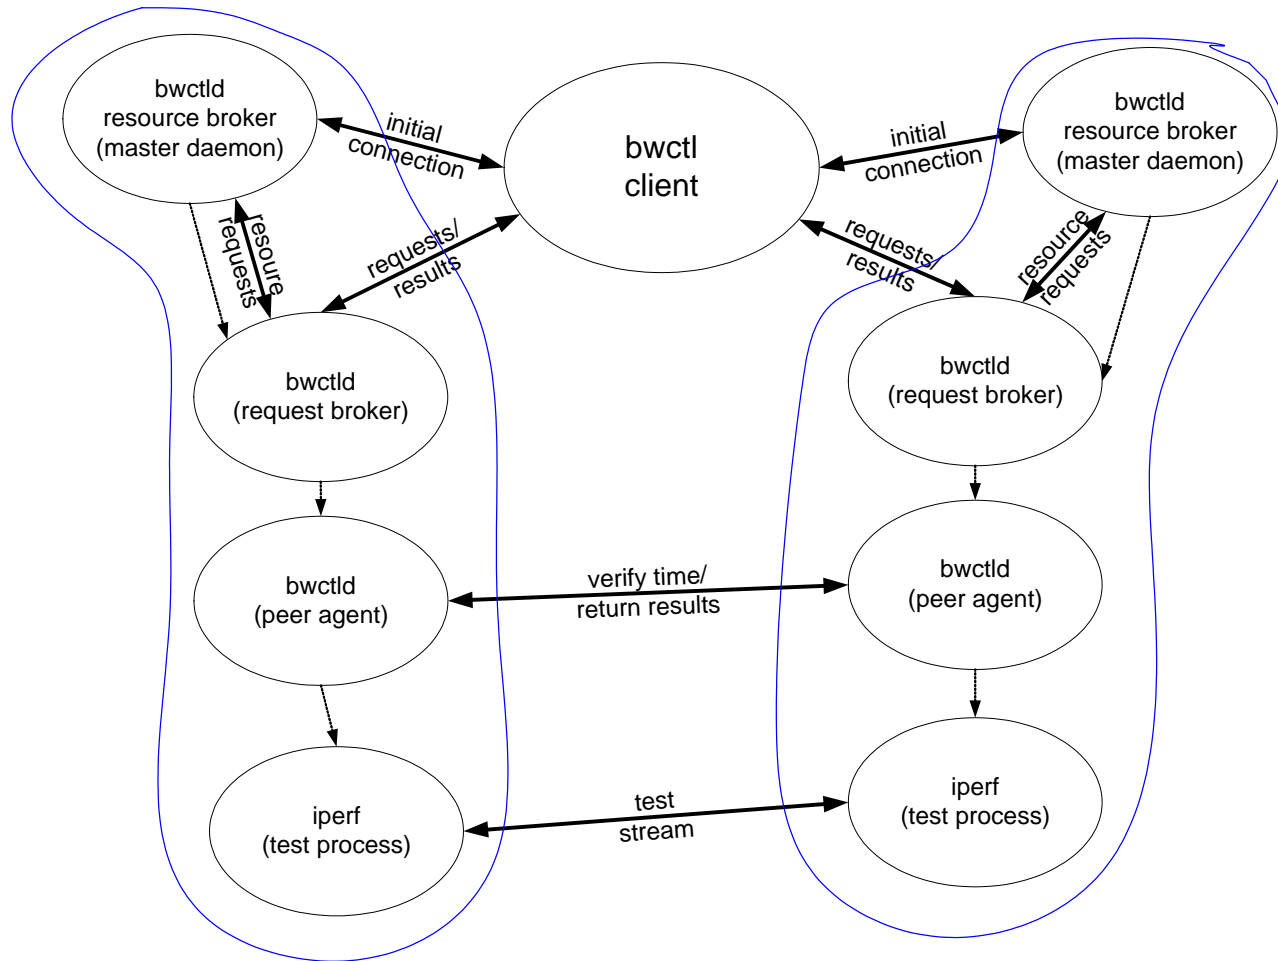 bwctld
resource broker
(master daemon)
initial
connection
bwctl
client
initial
connection
bwctld
resource broker
(master daemon)
resoure
requests
requests/
results
requests/
results
resource
requests
bwctld
(request broker)
bwctld
(request broker)
bwctld
(peer agent)
verify time/
return results
bwctld
(peer agent)
iperf
(test process)
test
stream
iperf
(test process)